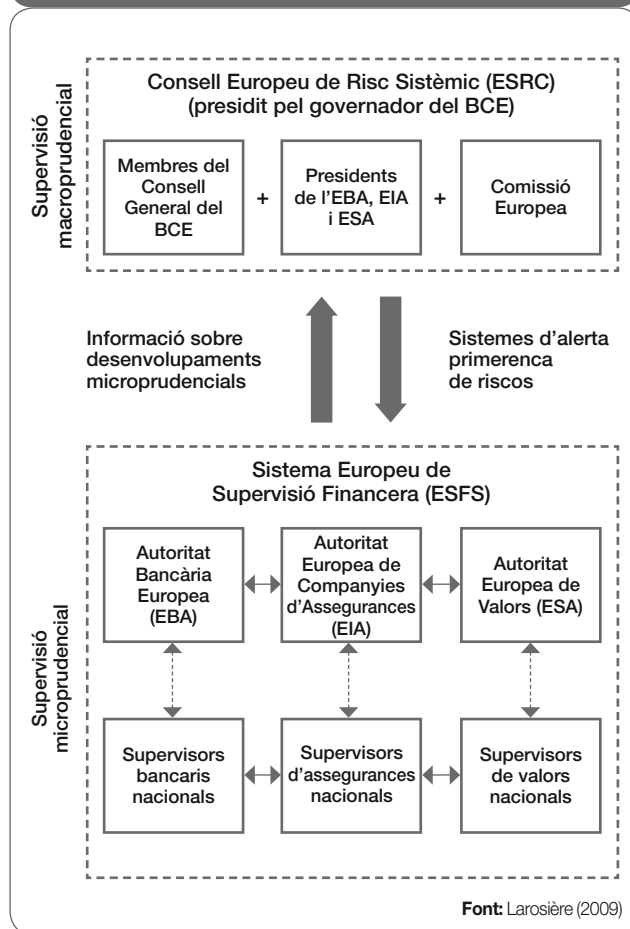 Supervisió
macroprudencial
Consell Europeu de Risc Sistèmic (ESRC)
(presidit pel governador del BCE)
Membres del
Consell
General del
BCE
+
Presidents
de l’EBA, EIA
i ESA
+
Comissió
Europea
Informació sobre
desenvolupaments
microprudencials
Sistemes d’alerta
primerenca
de riscos
Supervisió
microprudencial
Sistema Europeu de
Supervisió Financera (ESFS)
Autoritat
Bancària
Europea
(EBA)
Autoritat
Europea de
Companyies
d’Assegurances
(EIA)
Autoritat
Europea de
Valors (ESA)
Supervisors
bancaris
nacionals
Supervisors
d’assegurances
nacionals
Supervisors
de valors
nacionals
Font: Larosière (2009)